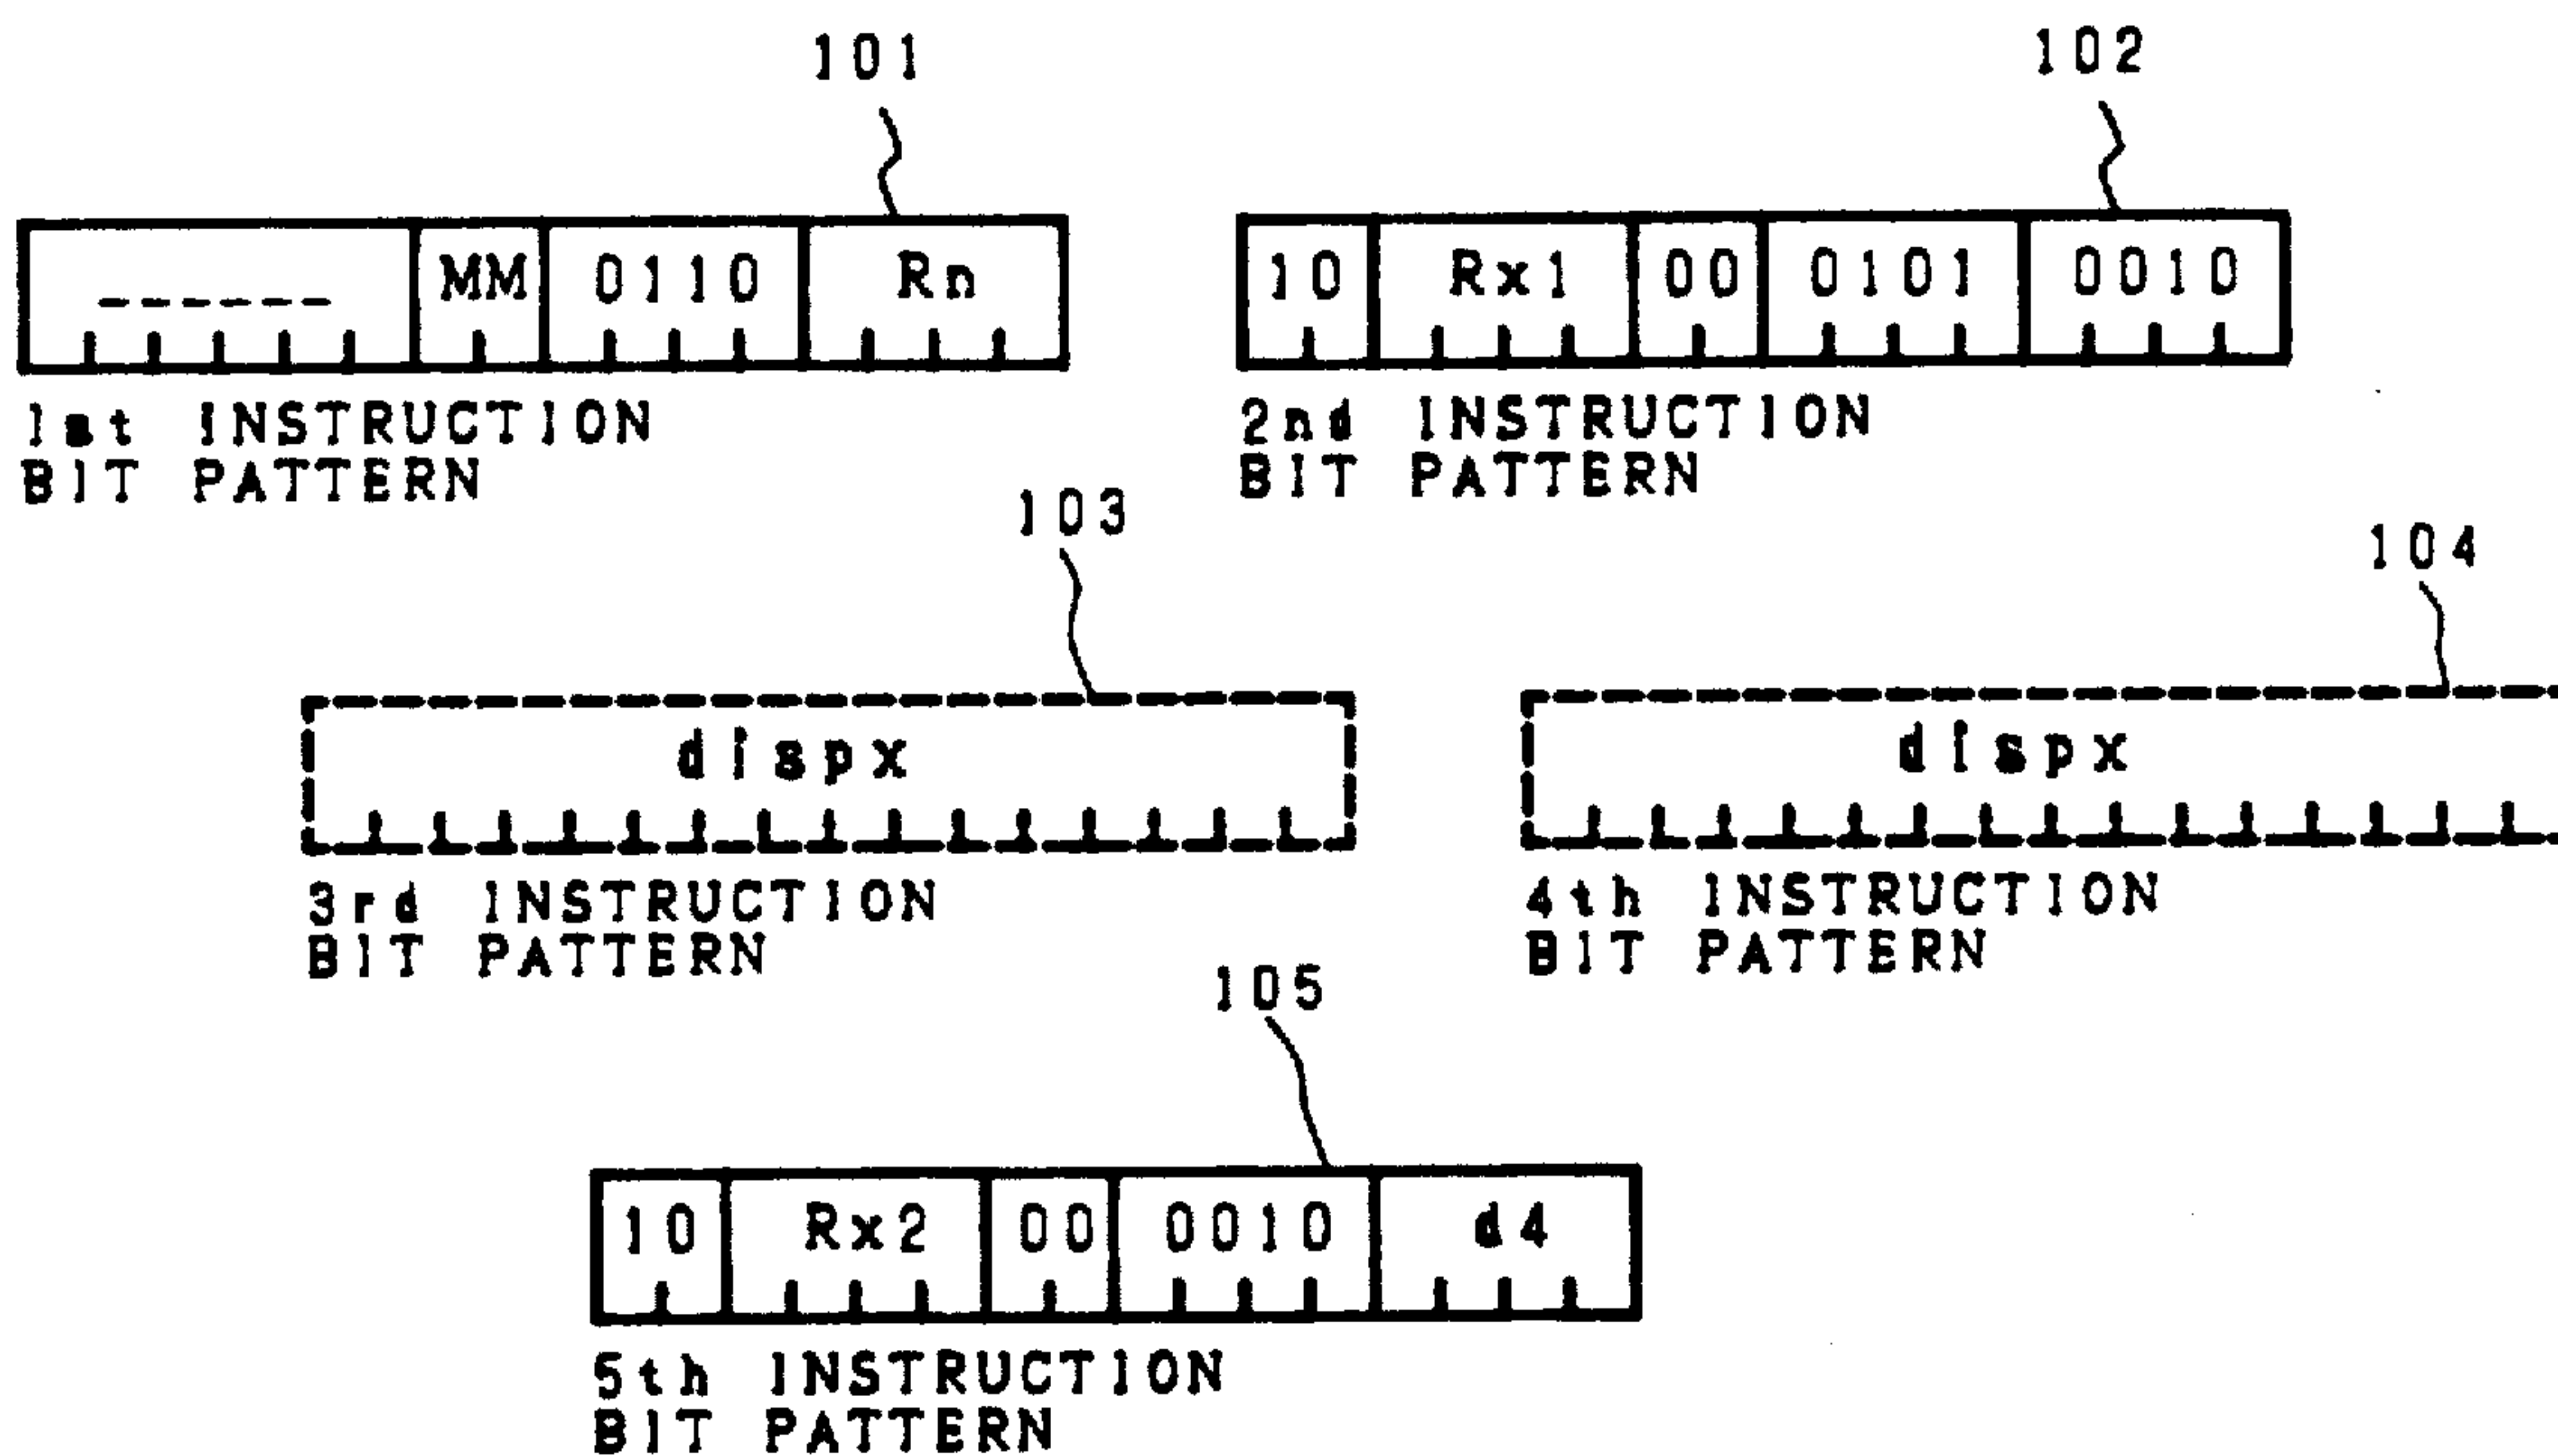 101
102
------ MM 0110 Rn
10 Rx1 00 0101 0010
1st INSTRUCTION
BIT PATTERN
2nd INSTRUCTION
BIT PATTERN
103
104
dispx
dispx
3rd INSTRUCTION
BIT PATTERN
4th INSTRUCTION
BIT PATTERN
105
10 Rx2 00 0010 d4
5th INSTRUCTION
BIT PATTERN